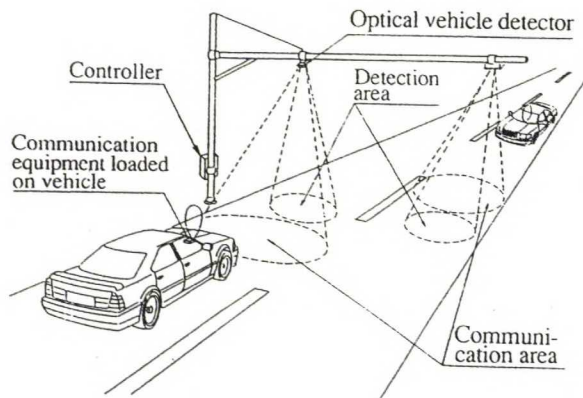 Optical vehicle detector
Controller
Detection
area
Communication
equipment loaded
on vehicle
Communi-
cation area